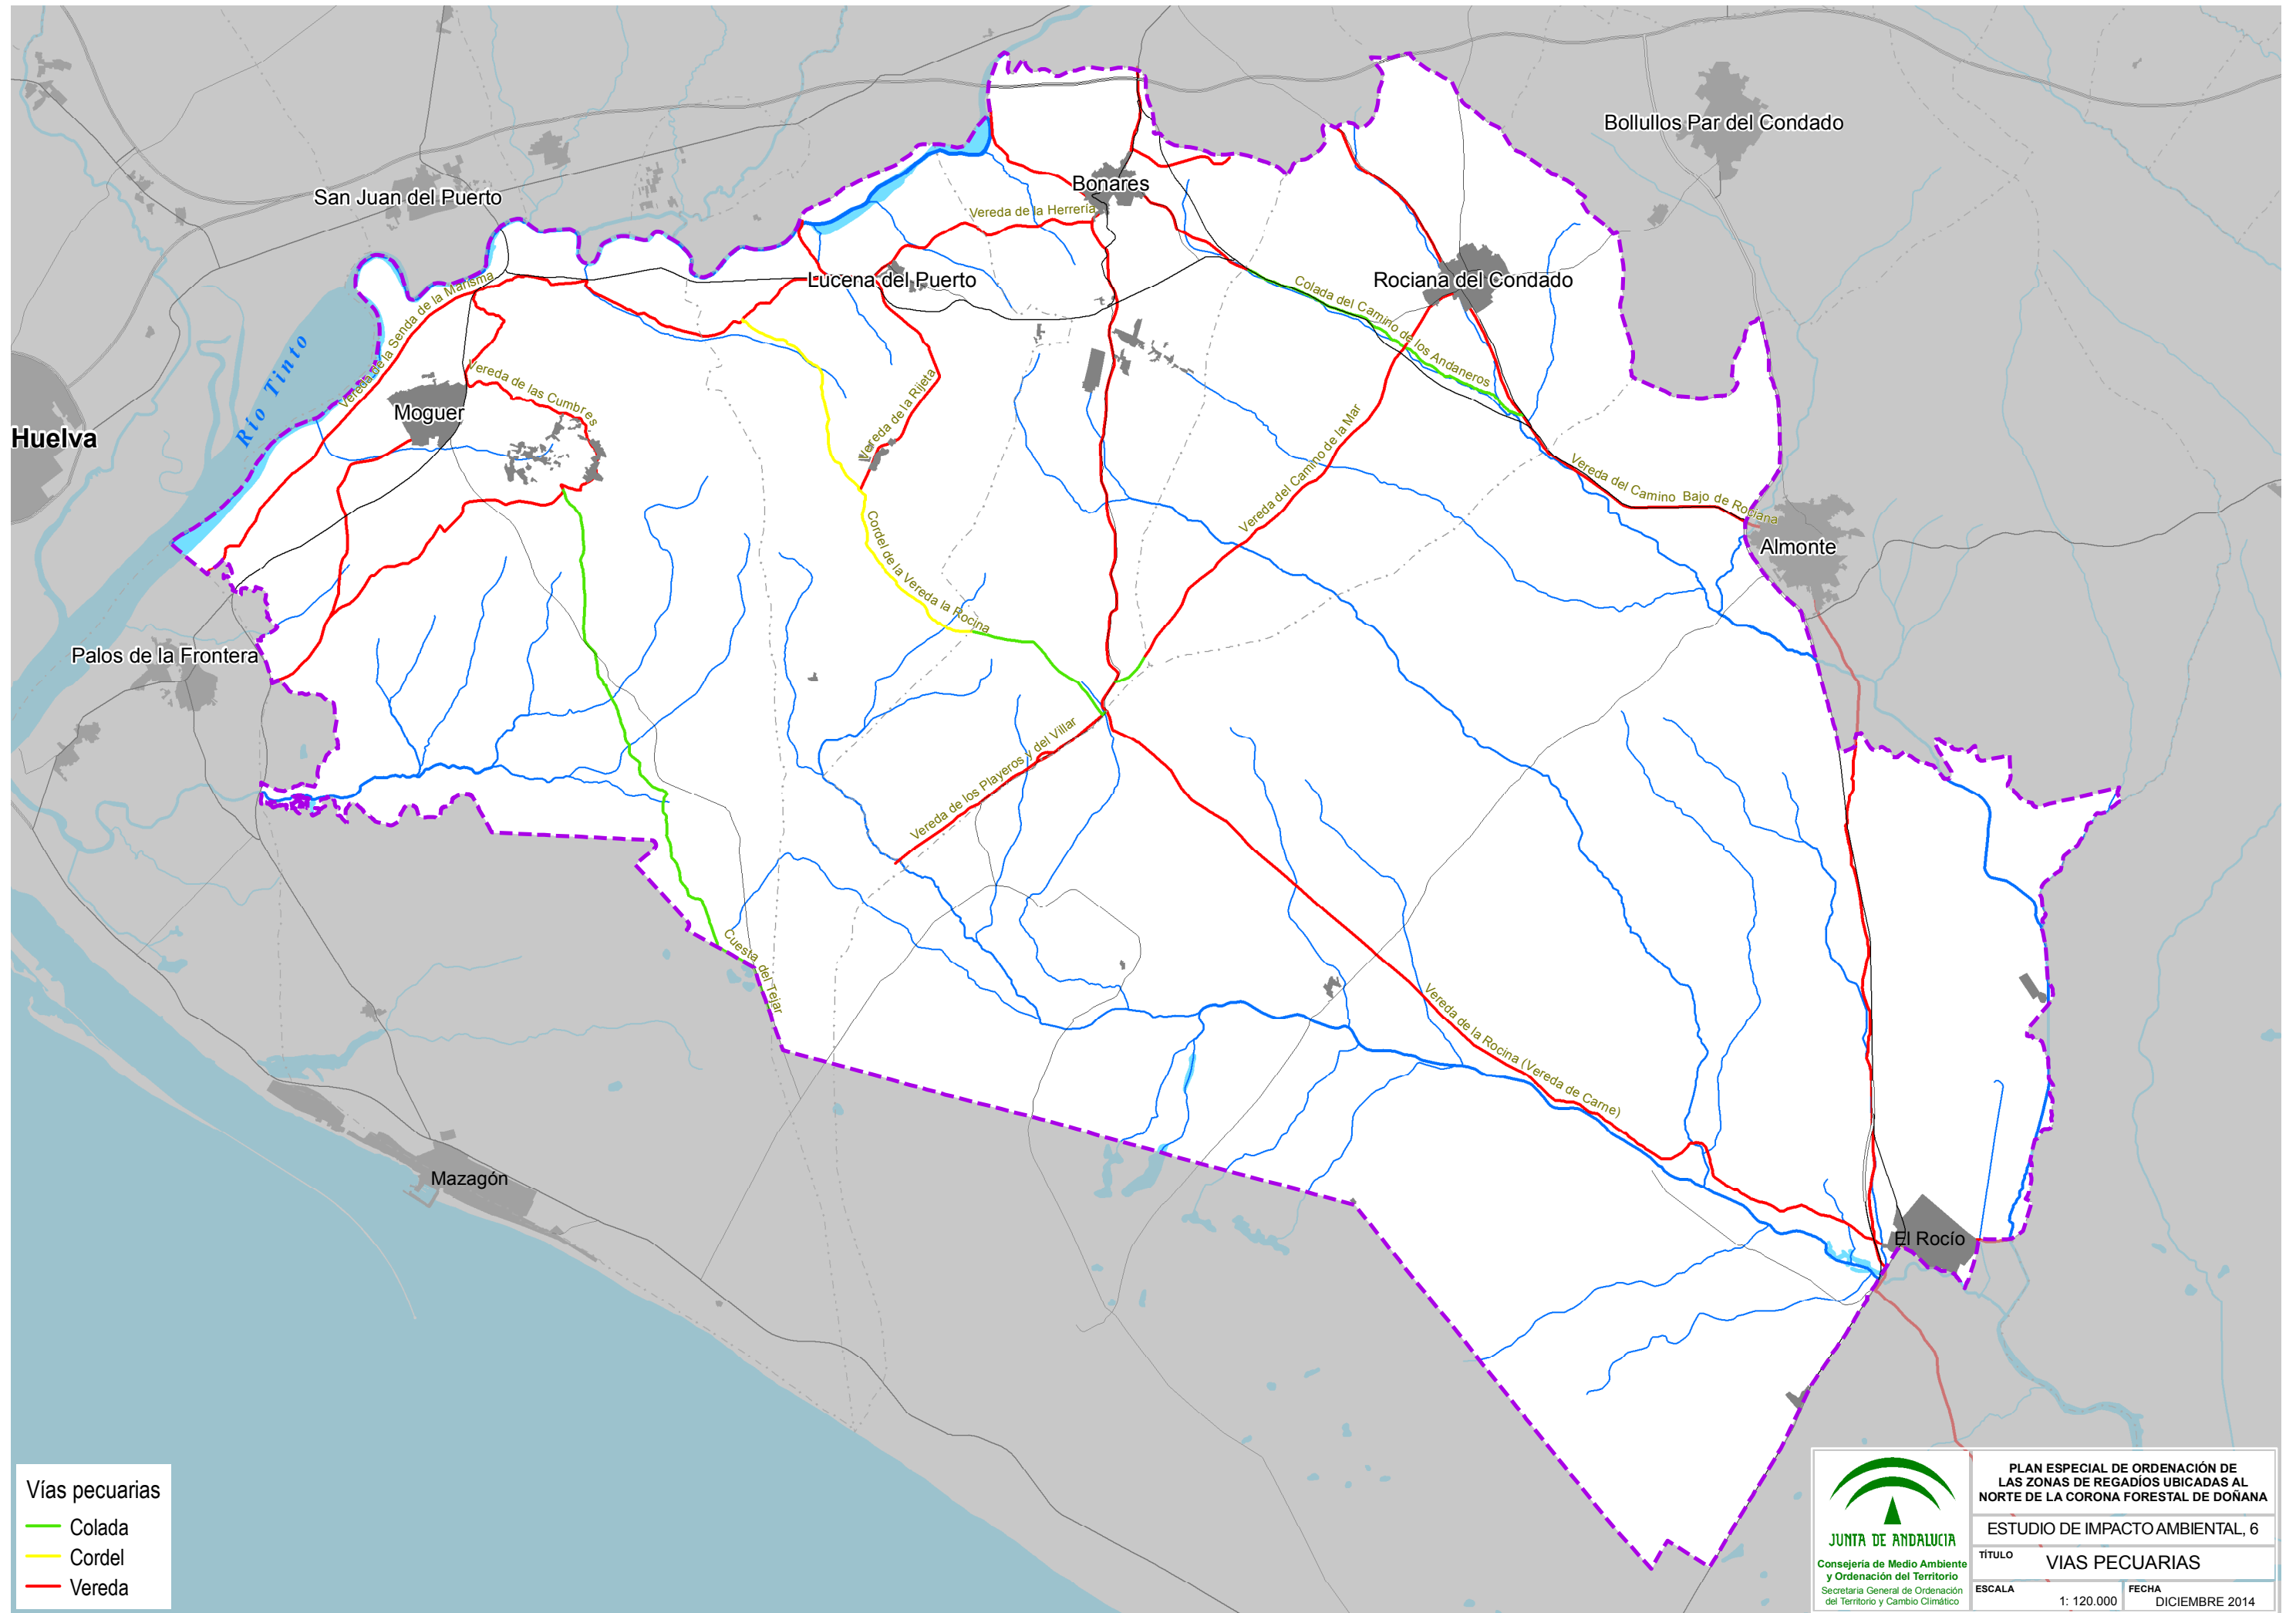 Bollullos Par del Condado
San Juan del Puerto
Bonares
Vereda de la Herrería
Lucena del Puerto
Rociana del Condado
Colada del Camino de los Andaneros
Vereda de la Senda de la Marisma
Río Tinto
Vereda de las Cumbres
Moguer
Huelva
Vereda de la Rijeta
Vereda del Camino de la Mar
Vereda del Camino Bajo de Rociana
Almonte
Cordel de la Vereda la Rocina
Palos de la Frontera
Vereda de los Playeros y del Villar
Cuesta del Tejar
Vereda de la Rocina (Vereda de Carne)
Mazagón
El Rocío
Vías pecuarias
Colada
Cordel
Vereda
JUNTA DE ANDALUCIA
Consejería de Medio Ambiente
y Ordenación del Territorio
Secretaria General de Ordenación
del Territorio y Cambio Climático
PLAN ESPECIAL DE ORDENACIÓN DE
LAS ZONAS DE REGADÍOS UBICADAS AL
NORTE DE LA CORONA FORESTAL DE DOÑANA
ESTUDIO DE IMPACTO AMBIENTAL, 6
TÍTULO VIAS PECUARIAS
ESCALA 1: 120.000
FECHA DICIEMBRE 2014